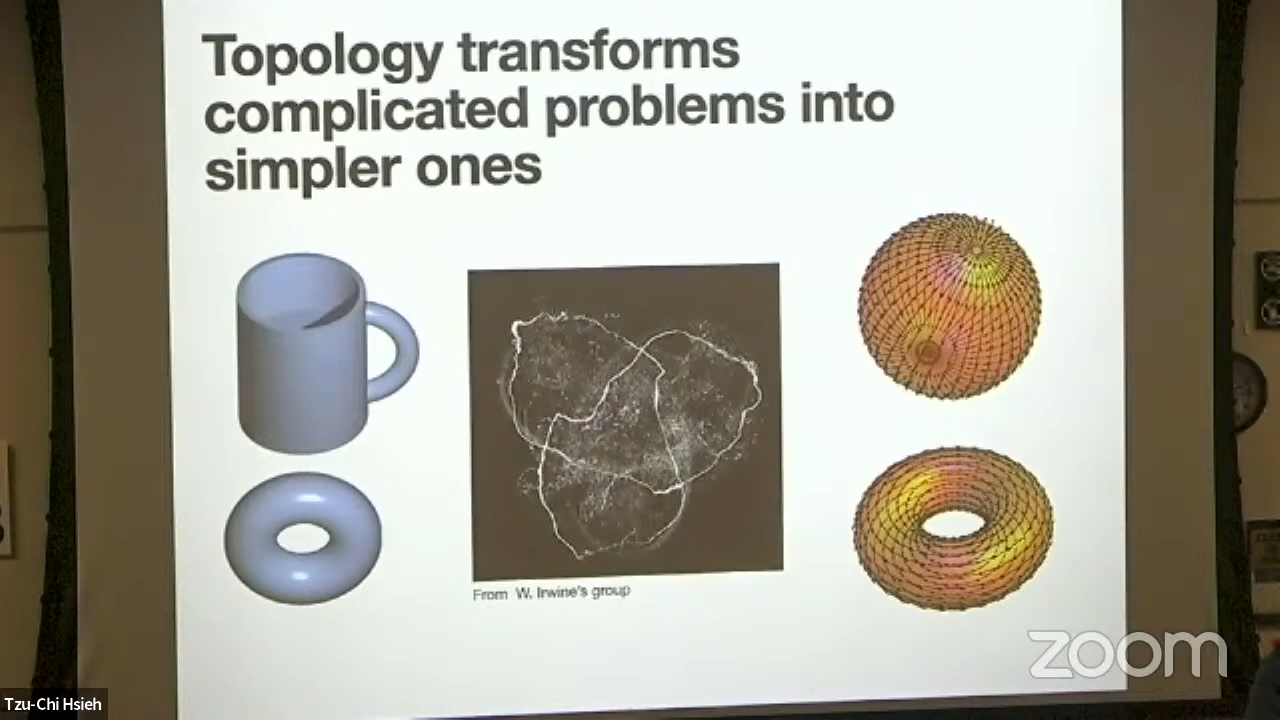 Topology transforms
complicated problems into
simpler ones
From W. Irwine's group
zoom
Tzu-Chi Hsieh